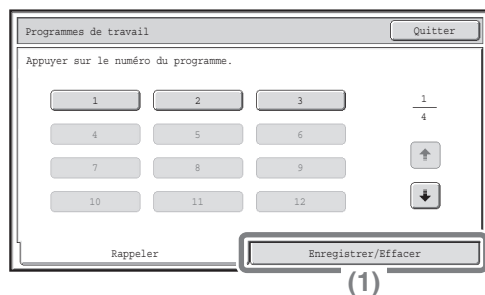 Programmes de travail
Quitter
Appuyer sur le numéro du programme.
1 2 3
1
4
4 5 6
7 8 9
10 11 12
Rappeler
Enregistrer/Effacer
(1)